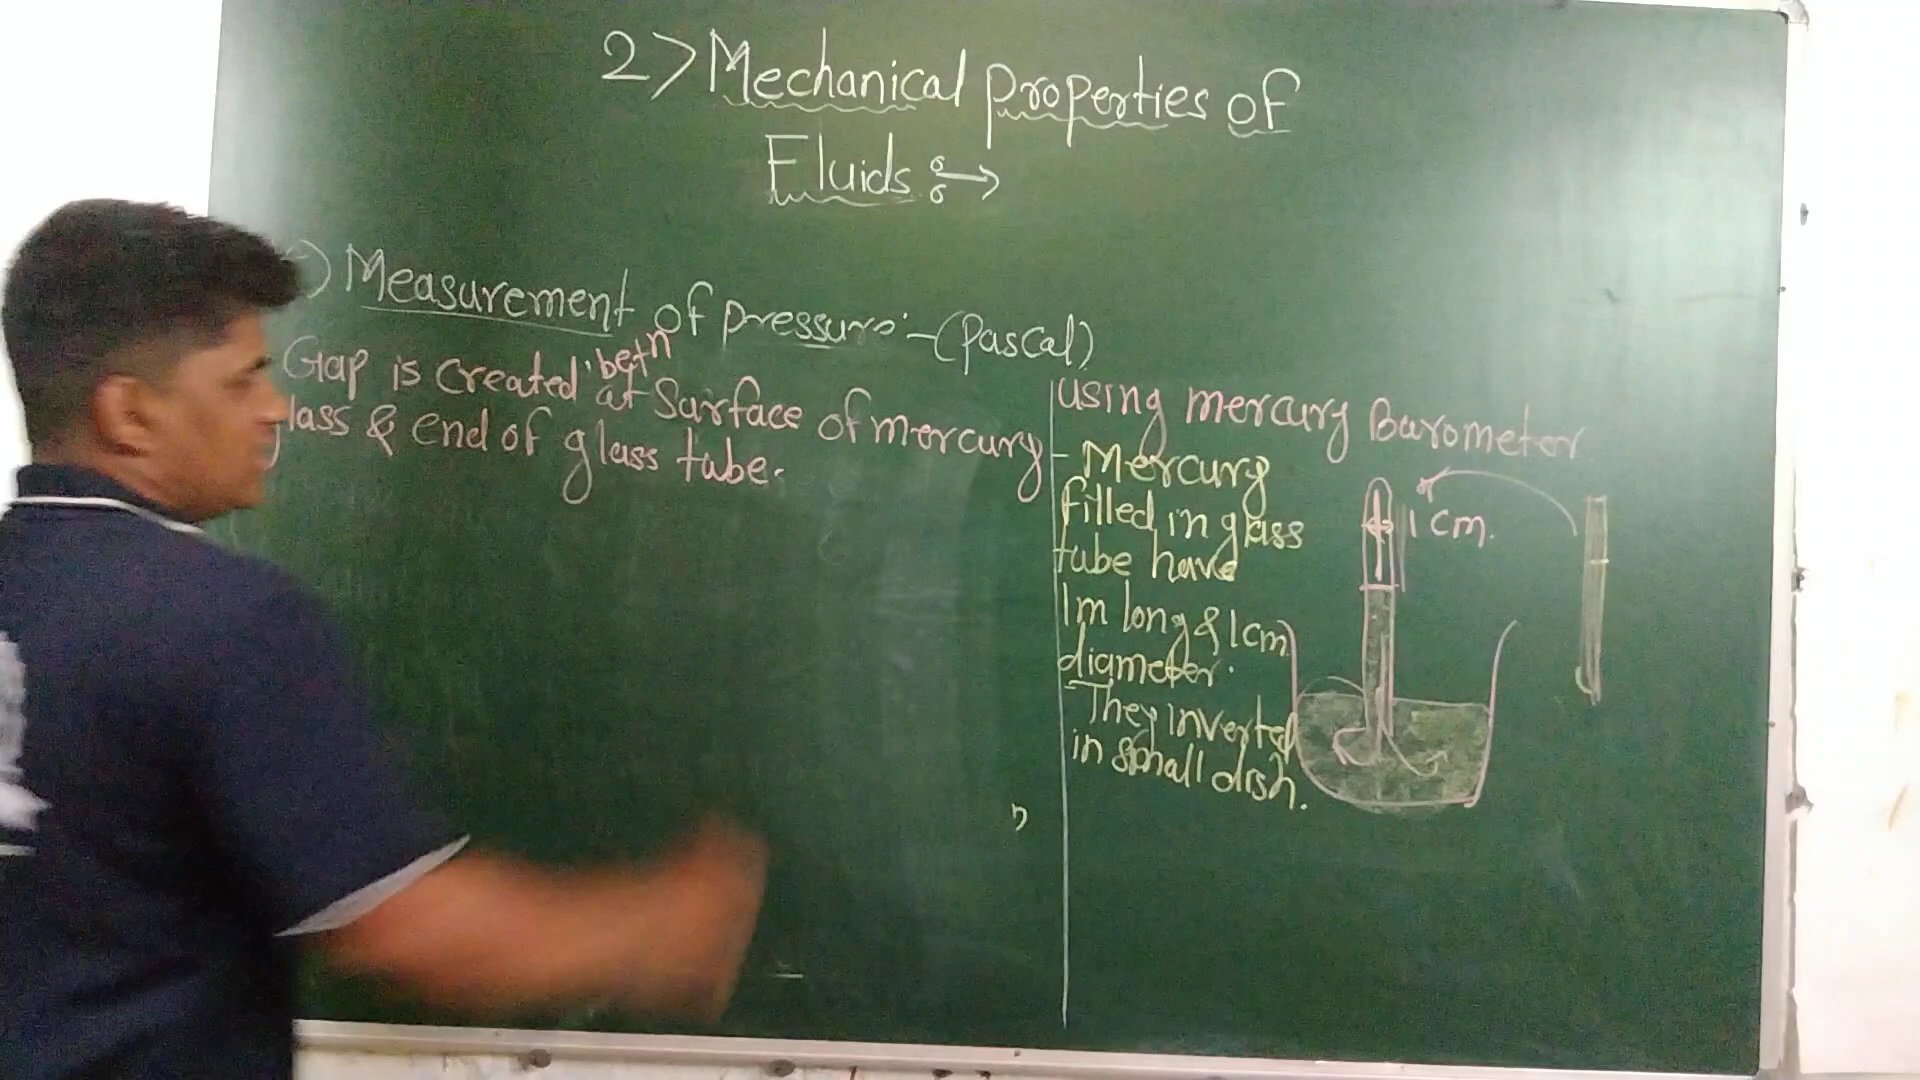 2> Mechanical properties of
Fluids :→
) Measurement of pressure :- (pascal)
Gap is created betn at surface of mercury
glass & end of glass tube.
using mercury Barometer
- Mercury
filled in glass
tube have
1m long & 1cm
diameter.
- They inverted
in small dish.
1 cm.